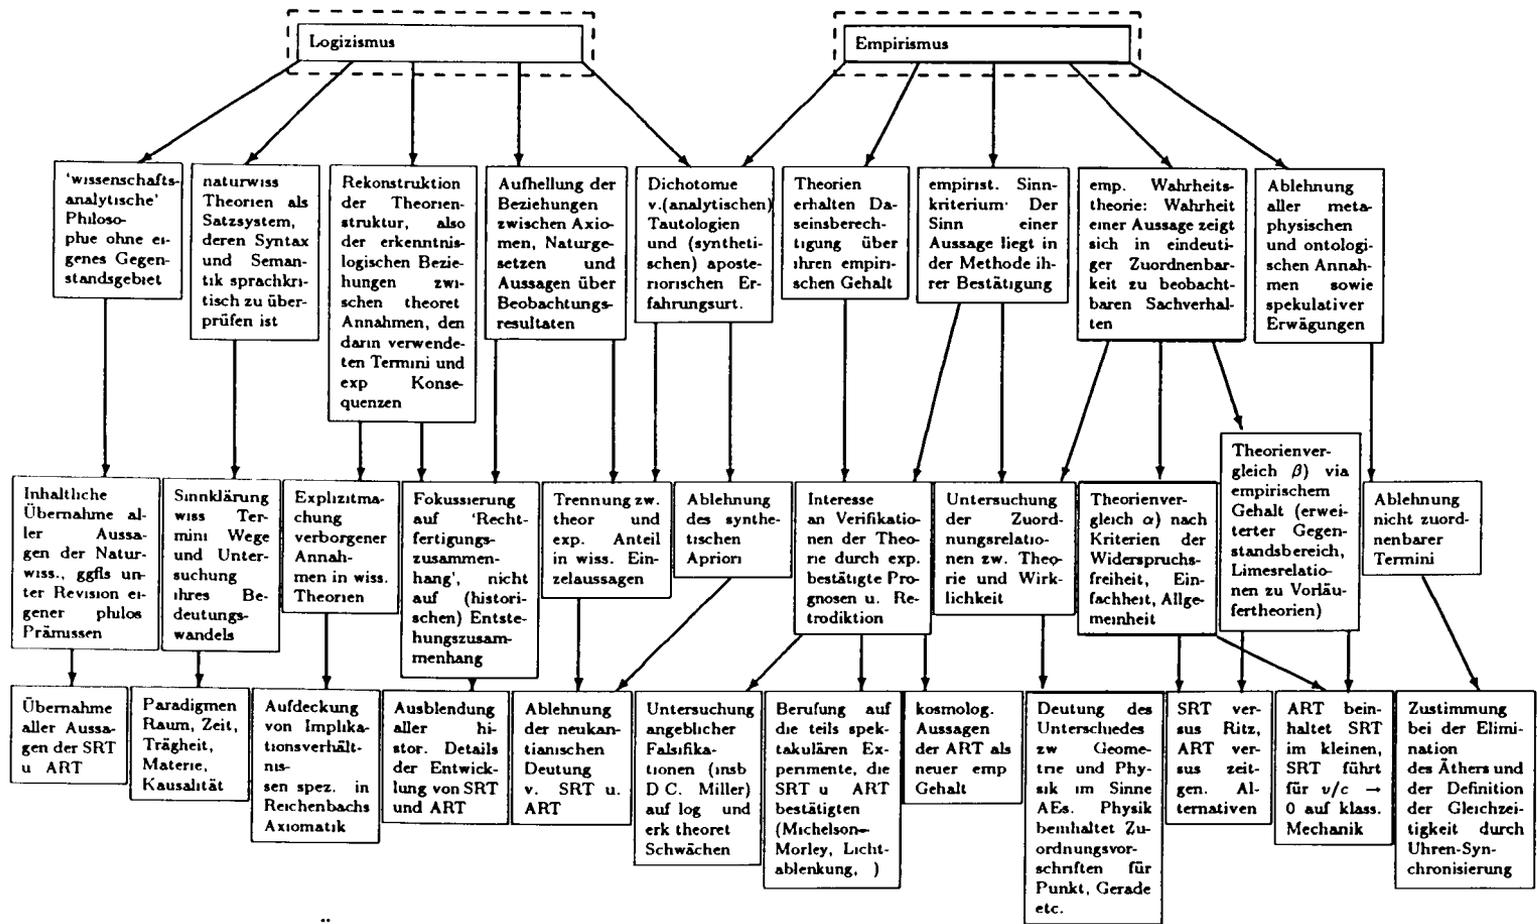 Logizismus
Empirismus
'wissenschafts-
analytische'
Philoso-
phie ohne ei-
genes Gegen-
standsgebiet
naturwiss
Theorien als
Satzsystem,
deren Syntax
und Seman-
tik sprachkri-
tisch zu über-
prüfen ist
Rekonstruktion
der Theorien-
struktur, also
der erkenntnis-
logischen Bezie-
hungen zwi-
schen theoret
Annahmen, den
darin verwende-
ten Termini und
exp Konse-
quenzen
Aufhellung der
Beziehungen
zwischen Axio-
men, Naturge-
setzen und
Aussagen über
Beobachtungs-
resultaten
Dichotomie
v.(analytischen)
Tautologien
und (syntheti-
schen) aposte-
riorischen Er-
fahrungsurt.
Theorien
erhalten Da-
seinsberech-
tigung über
ihren empiri-
schen Gehalt
empirist. Sinn-
kriterium· Der
Sinn einer
Aussage liegt in
der Methode ih-
rer Bestätigung
emp. Wahrheits-
theorie: Wahrheit
einer Aussage zeigt
sich in eindeuti-
ger Zuordnenbar-
keit zu beobacht-
baren Sachverhal-
ten
Ablehnung
aller meta-
physischen
und ontologi-
schen Annah-
men sowie
spekulativer
Erwägungen
Inhaltliche
Übernahme al-
ler Aussa-
gen der Natur-
wiss., ggfls un-
ter Revision ei-
gener philos
Prämissen
Sinnklärung
wiss Ter-
mini Wege
und Unter-
suchung
ihres Be-
deutungs-
wandels
Explizitma-
chung
verborgener
Annah-
men in wiss.
Theorien
Fokussierung
auf 'Recht-
fertigungs-
zusammen-
hang', nicht
auf (histori-
schen) Entste-
hungszusam-
menhang
Trennung zw.
theor und
exp. Anteil
in wiss. Ein-
zelaussagen
Ablehnung
des synthe-
tischen
Apriori
Interesse
an Verifikatio-
nen der Theo-
rie durch exp.
bestätigte Pro-
gnosen u. Re-
trodiktion
Untersuchung
der Zuord-
nungsrelatio-
nen zw. Theo-
rie und Wirk-
lichkeit
Theorienver-
gleich α) nach
Kriterien der
Widerspruchs-
freiheit, Ein-
fachheit, Allge-
meinheit
Theorienver-
gleich β) via
empirischem
Gehalt (erwei-
terter Gegen-
standsbereich,
Limesrelatio-
nen zu Vorläu-
fertheorien)
Ablehnung
nicht zuord-
nenbarer
Termini
Übernahme
aller Aussa-
gen der SRT
u ART
Paradigmen
Raum, Zeit,
Trägheit,
Materie,
Kausalität
Aufdeckung
von Implika-
tionsverhält-
nis-
sen spez. in
Reichenbachs
Axiomatik
Ausblendung
aller hi-
stor. Details
der Entwick-
lung von SRT
und ART
Ablehnung
der neukan-
tianischen
Deutung
v. SRT u.
ART
Untersuchung
angeblicher
Falsifika-
tionen (insb
D C. Miller)
auf log und
erk theoret
Schwächen
Berufung auf
die teils spek-
takulären Ex-
perimente, die
SRT u ART
bestätigten
(Michelson-
Morley, Licht-
ablenkung, )
kosmolog.
Aussagen
der ART als
neuer emp
Gehalt
Deutung des
Unterschiedes
zw Geome-
trie und Phy-
sik im Sinne
AEs. Physik
beinhaltet Zu-
ordnungsvor-
schriften für
Punkt, Gerade
etc.
SRT ver-
sus Ritz,
ART ver-
sus zeit-
gen. Al-
ternativen
ART bein-
haltet SRT
im kleinen,
SRT führt
für v/c →
0 auf klass.
Mechanik
Zustimmung
bei der Elimi-
nation
des Äthers und
der Definition
der Gleichzei-
tigkeit durch
Uhren-Syn-
chronisierung